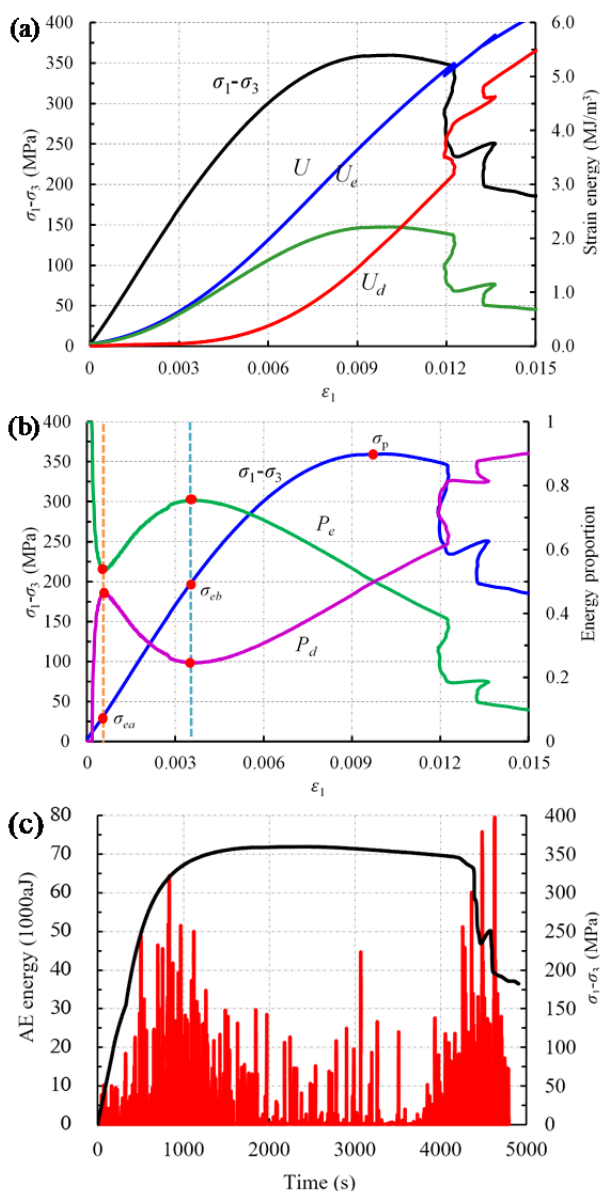 (a)
400
350
300
250
200
150
100
50
0
σ1-σ3 (MPa)
σ1-σ3
U
Ue
Ud
6.0
5.0
4.0
3.0
2.0
1.0
0.0
Strain energy (MJ/m³)
0 0.003 0.006 0.009 0.012 0.015
ε1
(b)
400
350
300
250
200
150
100
50
0
σ1-σ3 (MPa)
σp
σ1-σ3
Pe
σeb
Pd
σea
1
0.8
0.6
0.4
0.2
0
Energy proportion
0 0.003 0.006 0.009 0.012 0.015
ε1
(c)
80
70
60
50
40
30
20
10
0
AE energy (1000aJ)
400
350
300
250
200
150
100
50
0
σ1-σ3 (MPa)
0 1000 2000 3000 4000 5000
Time (s)